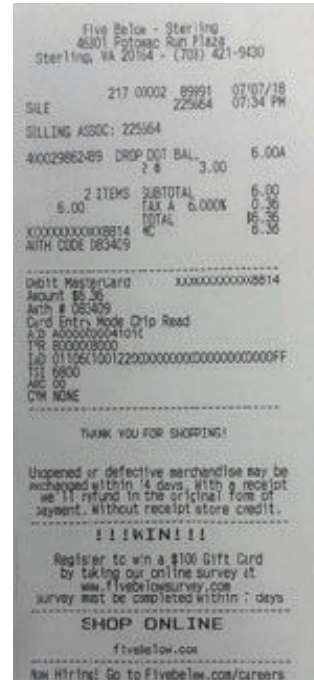 Five Below - Sterling
46301 Potomac Run Plaza
Sterling, VA 20164 - (703) 421-9430
217 00002 89991 07/07/18
SALE 225664 07:34 PM
SELLING ASSOC: 225664
400029862489 DROP DOT BAL. 6.00A
2 @ 3.00
2 ITEMS SUBTOTAL 6.00
6.00 TAX A 6.000% 0.36
TOTAL $6.36
XXXXXXXXXXXX8814 MC 6.36
AUTH CODE 083409
Debit MasterCard XXXXXXXXXXXX8814
Amount $6.36
Auth # 083409
Card Entry Mode Chip Read
AID
TVR 8000008000
IAD
TSI 6800
ARC 00
CVM NONE
THANK YOU FOR SHOPPING!
Unopened or defective merchandise may be
exchanged within 14 days. With a receipt
we'll refund in the original form of
payment. Without receipt store credit.
!!!WIN!!!
Register to win a $100 Gift Card
by taking our online survey at
www.fivebelowsurvey.com
survey must be completed within days
SHOP ONLINE
fivebelow.com
Now Hiring! Go to Fivebelow.com/careers